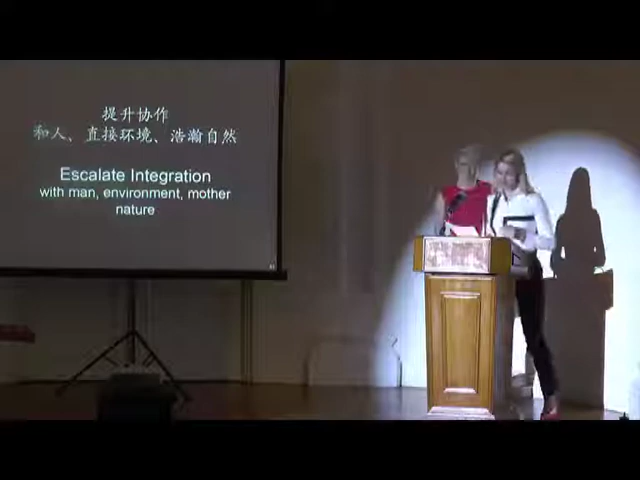 提升协作
和人、直接环境、浩瀚自然
Escalate Integration
with man, environment, mother
nature